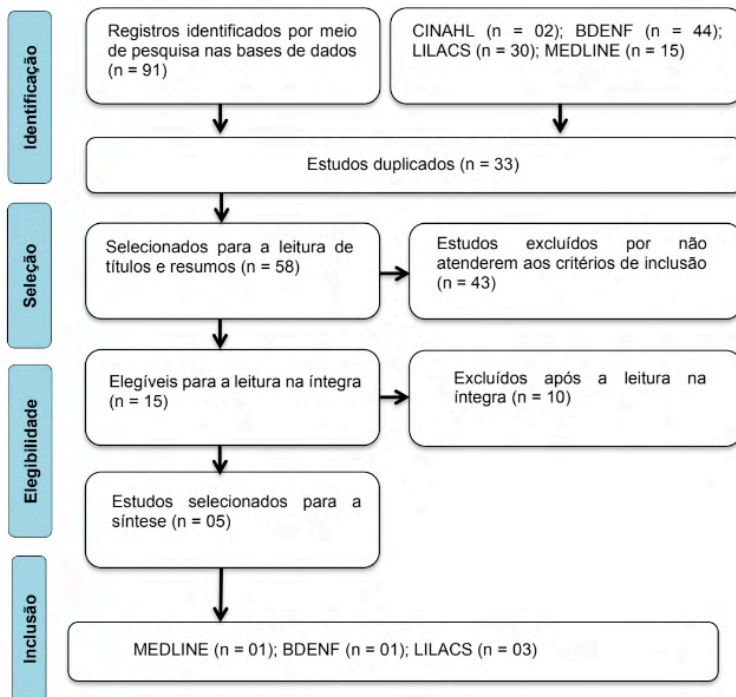 Identificação
Registros identificados por meio
de pesquisa nas bases de dados
(n = 91)
CINAHL (n = 02); BDENF (n = 44);
LILACS (n = 30); MEDLINE (n = 15)
Estudos duplicados (n = 33)
Seleção
Selecionados para a leitura de
títulos e resumos (n = 58)
Estudos excluídos por não
atenderem aos critérios de inclusão
(n = 43)
Elegibilidade
Elegíveis para a leitura na íntegra
(n = 15)
Excluídos após a leitura na
íntegra (n = 10)
Estudos selecionados para a
síntese (n = 05)
Inclusão
MEDLINE (n = 01); BDENF (n = 01); LILACS (n = 03)